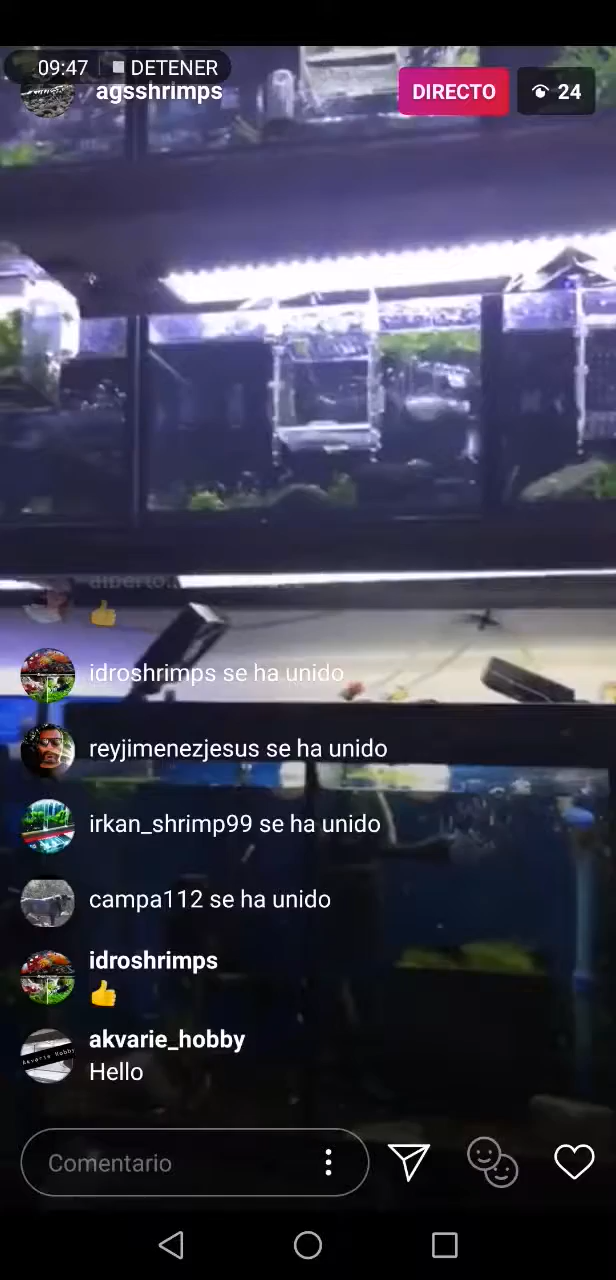 09:47 DETENER
agsshrimps
DIRECTO
24
👍
idroshrimps se ha unido
reyjimenezjesus se ha unido
irkan_shrimp99 se ha unido
campa112 se ha unido
idroshrimps
👍
akvarie_hobby
Hello
Comentario